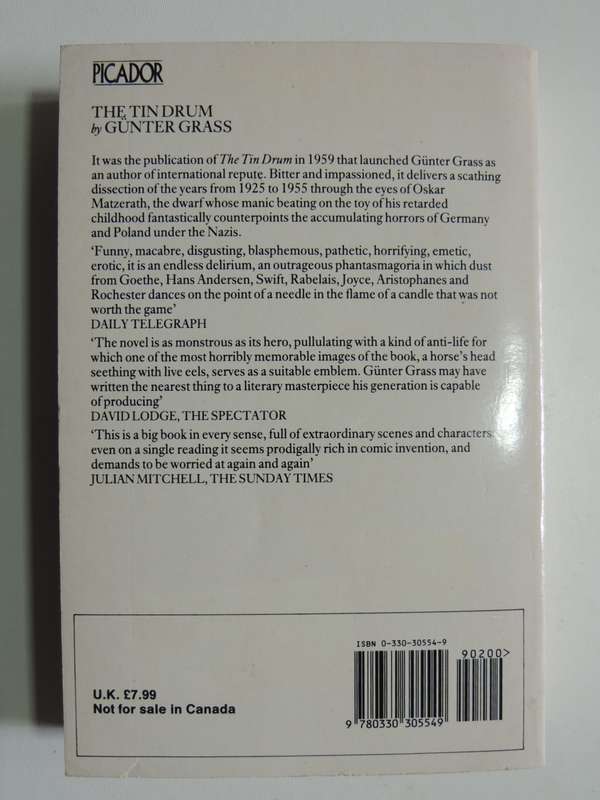 PICADOR
THE TIN DRUM
by GÜNTER GRASS
It was the publication of The Tin Drum in 1959 that launched Günter Grass as
an author of international repute. Bitter and impassioned, it delivers a scathing
dissection of the years from 1925 to 1955 through the eyes of Oskar
Matzerath, the dwarf whose manic beating on the toy of his retarded
childhood fantastically counterpoints the accumulating horrors of Germany
and Poland under the Nazis.
‘Funny, macabre, disgusting, blasphemous, pathetic, horrifying, emetic,
erotic, it is an endless delirium, an outrageous phantasmagoria in which dust
from Goethe, Hans Andersen, Swift, Rabelais, Joyce, Aristophanes and
Rochester dances on the point of a needle in the flame of a candle that was not
worth the game’
DAILY TELEGRAPH
‘The novel is as monstrous as its hero, pullulating with a kind of anti-life for
which one of the most horribly memorable images of the book, a horse’s head
seething with live eels, serves as a suitable emblem. Günter Grass may have
written the nearest thing to a literary masterpiece his generation is capable
of producing’
DAVID LODGE, THE SPECTATOR
‘This is a big book in every sense, full of extraordinary scenes and characters:
even on a single reading it seems prodigally rich in comic invention, and
demands to be worried at again and again’
JULIAN MITCHELL, THE SUNDAY TIMES
ISBN 0-330-30554-9
90200>
U.K. £7.99
Not for sale in Canada
9 780330 305549